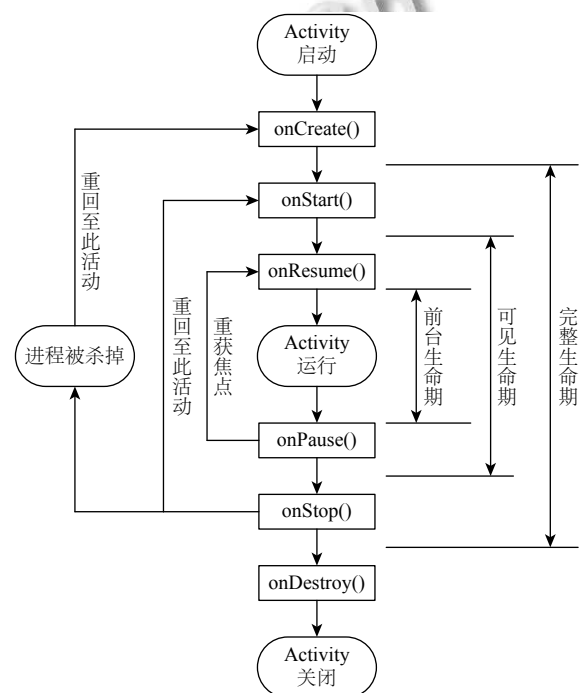 Activity
启动
onCreate()
onStart()
onResume()
Activity
运行
onPause()
onStop()
onDestroy()
Activity
关闭
进程被杀掉
重回至此活动
重回至此活动
重获焦点
前台生命期
可见生命期
完整生命期